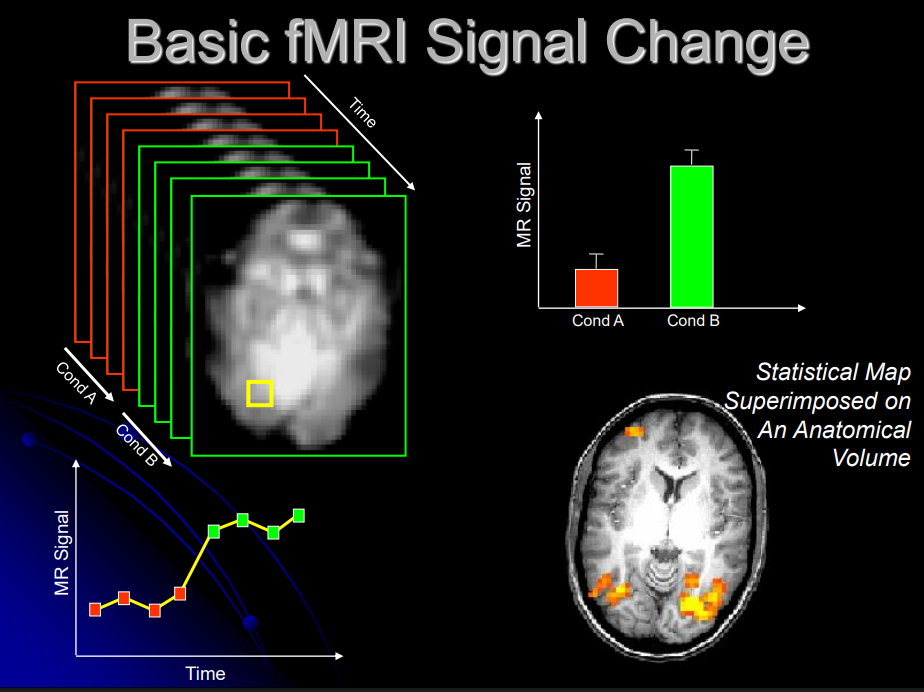 Basic fMRI Signal Change
Time
Cond A
Cond B
MR Signal
Time
MR Signal
Cond A
Cond B
Statistical Map
Superimposed on
An Anatomical
Volume